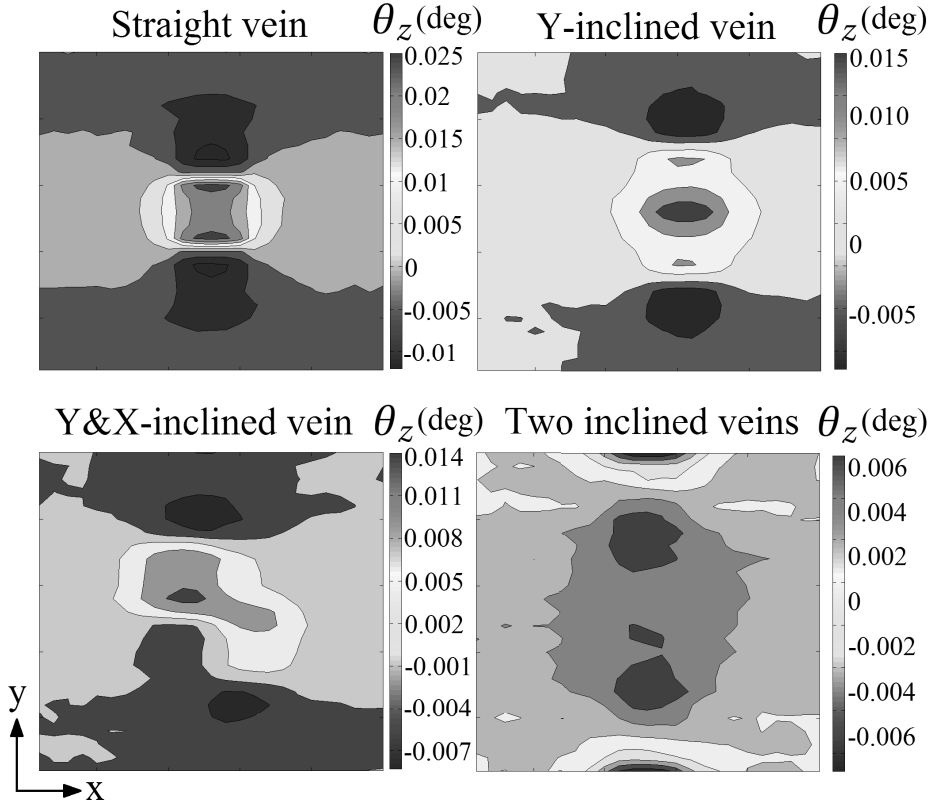 Straight vein
θz(deg)
0.025
0.02
0.015
0.01
0.005
0
-0.005
-0.01
Y-inclined vein
θz(deg)
0.015
0.010
0.005
0
-0.005
Y&X-inclined vein
θz(deg)
0.014
0.011
0.008
0.005
0.002
-0.001
-0.004
-0.007
Two inclined veins
θz(deg)
0.006
0.004
0.002
0
-0.002
-0.004
-0.006
y
x